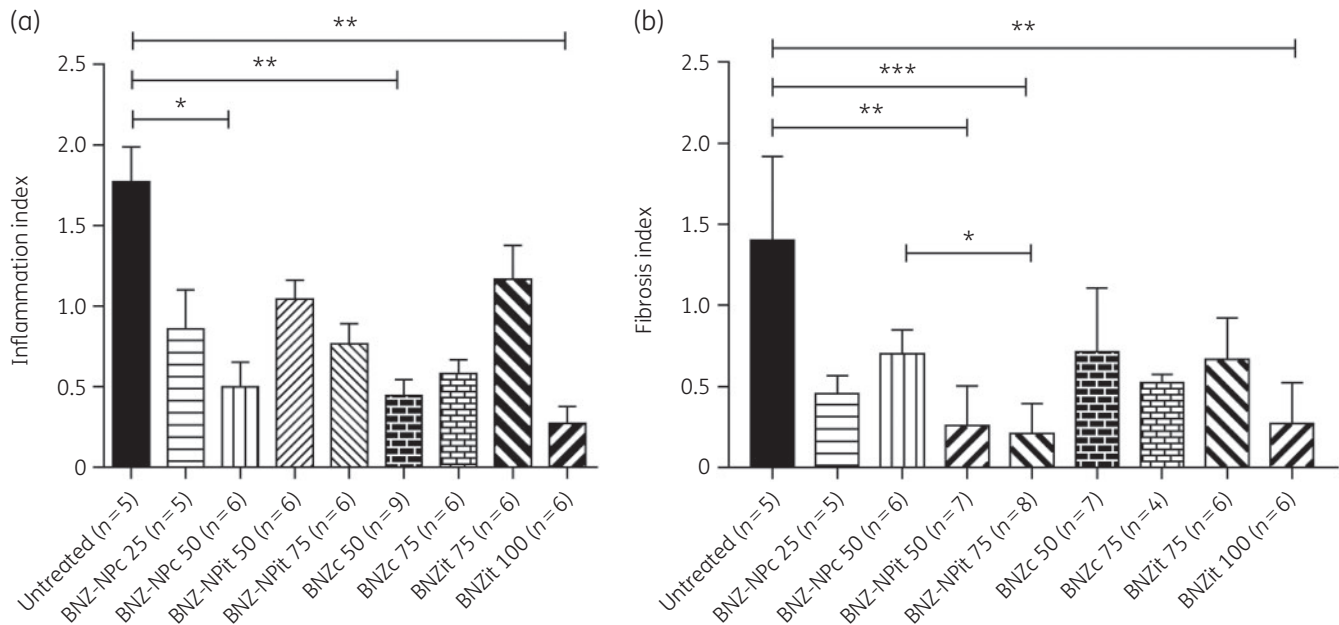 (a)
**
**
*
2.5
2.0
1.5
1.0
0.5
0
Inflammation index
Untreated (n = 5)
BNZ-NPc 25 (n = 5)
BNZ-NPc 50 (n = 6)
BNZ-NPit 50 (n = 6)
BNZ-NPit 75 (n = 6)
BNZc 50 (n = 9)
BNZc 75 (n = 6)
BNZit 75 (n = 6)
BNZit 100 (n = 6)
(b)
**
***
**
*
2.5
2.0
1.5
1.0
0.5
0
Fibrosis index
Untreated (n = 5)
BNZ-NPc 25 (n = 5)
BNZ-NPc 50 (n = 6)
BNZ-NPit 50 (n = 7)
BNZ-NPit 75 (n = 8)
BNZc 50 (n = 7)
BNZc 75 (n = 4)
BNZit 75 (n = 6)
BNZit 100 (n = 6)